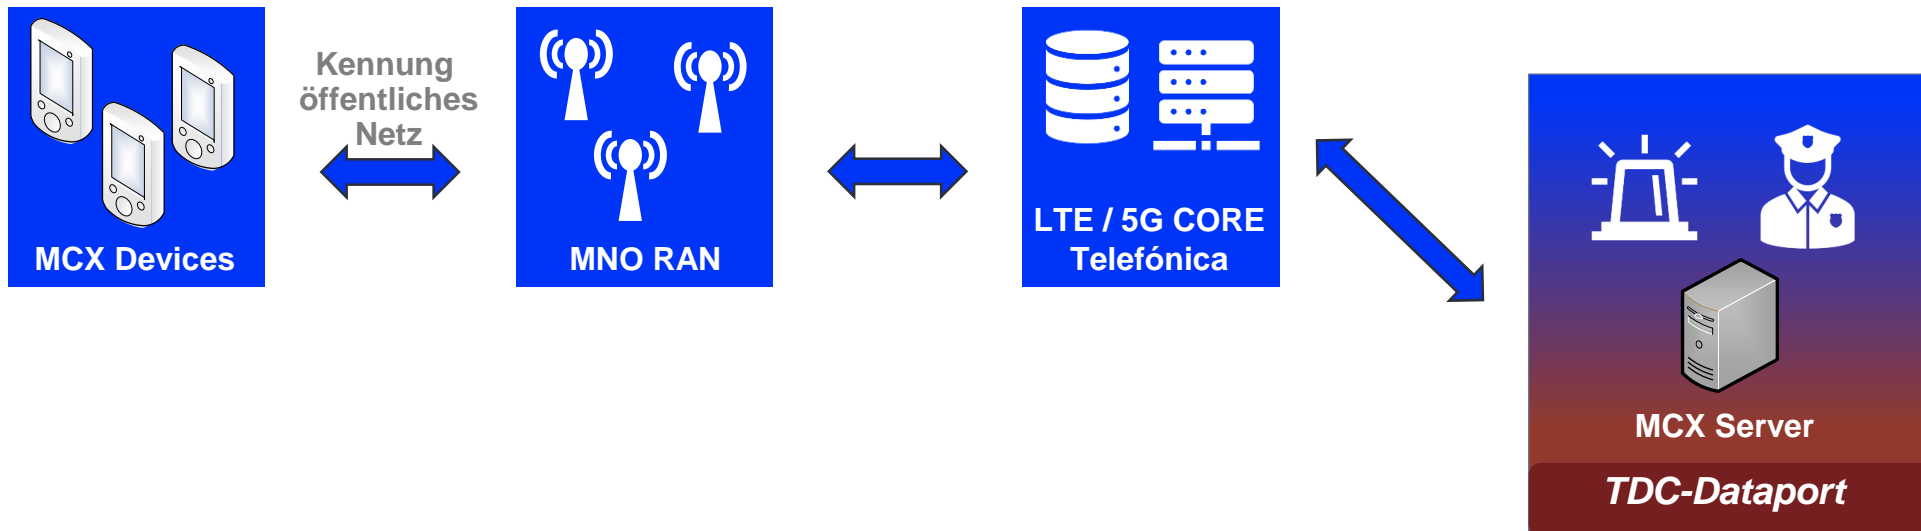 Kennung
öffentliches
Netz
MCX Devices
MNO RAN
LTE / 5G CORE
Telefónica
MCX Server
TDC-Dataport